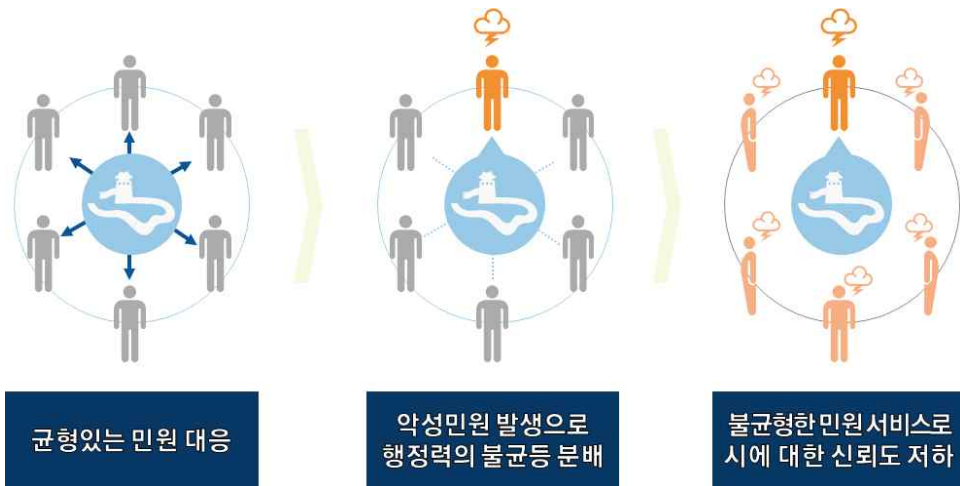 균형있는 민원 대응
악성민원 발생으로
행정력의 불균등 분배
불균형한 민원 서비스로
시에 대한 신뢰도 저하